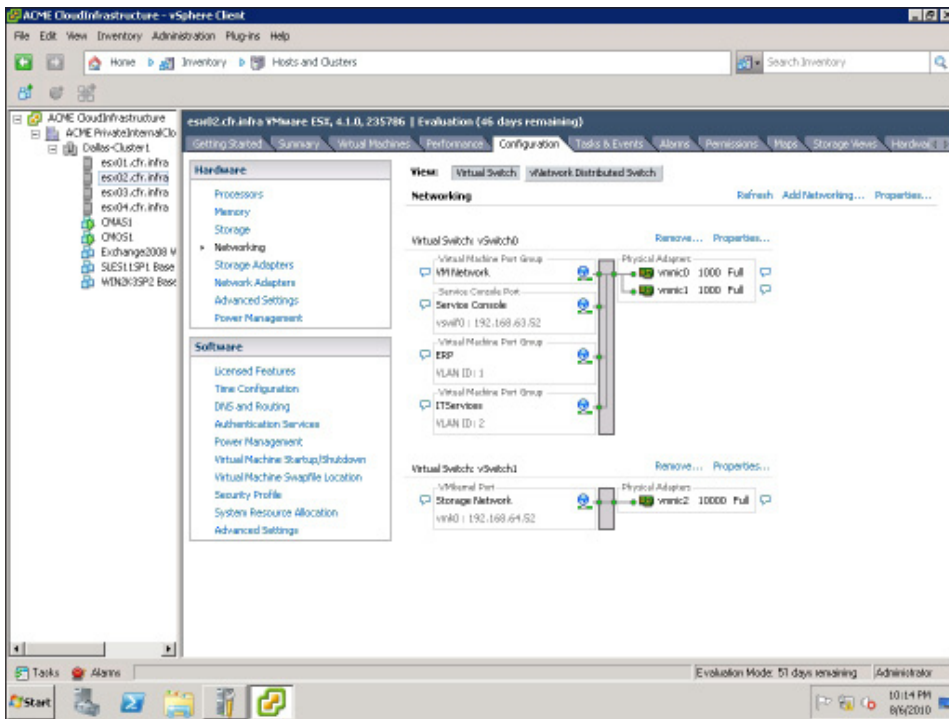 ACME CloudInfrastructure - vSphere Client
File Edit View Inventory Administration Plug-ins Help
Home Inventory Hosts and Clusters Search Inventory
ACME CloudInfrastructure
ACME PrivateInternalClo
Dallas-Cluster1
esx01.cfr.infra
esx02.cfr.infra
esx03.cfr.infra
esx04.cfr.infra
CMAS1
CMOS1
Exchange2008 W
SLES11SP1 Base
WIN2K3SP2 Base
esx02.cfr.infra VMware ESX, 4.1.0, 235786 | Evaluation (46 days remaining)
Getting Started Summary Virtual Machines Performance Configuration Tasks & Events Alarms Permissions Maps Storage Views Hardware
Hardware
Processors
Memory
Storage
Networking
Storage Adapters
Network Adapters
Advanced Settings
Power Management
Software
Licensed Features
Time Configuration
DNS and Routing
Authentication Services
Power Management
Virtual Machine Startup/Shutdown
Virtual Machine Swapfile Location
Security Profile
System Resource Allocation
Advanced Settings
View: Virtual Switch vNetwork Distributed Switch
Networking Refresh Add Networking... Properties...
Virtual Switch: vSwitch0 Remove... Properties...
Virtual Machine Port Group Physical Adapters
VM Network vmnic0 1000 Full
Service Console Port vmnic1 1000 Full
Service Console
vswif0 : 192.168.63.52
Virtual Machine Port Group
ERP
VLAN ID: 1
Virtual Machine Port Group
ITServices
VLAN ID: 2
Virtual Switch: vSwitch1 Remove... Properties...
VMkernel Port Physical Adapters
Storage Network vmnic2 10000 Full
vmk0 : 192.168.64.52
Tasks Alarms Evaluation Mode: 57 days remaining Administrator
Start 10:14 PM
8/6/2010